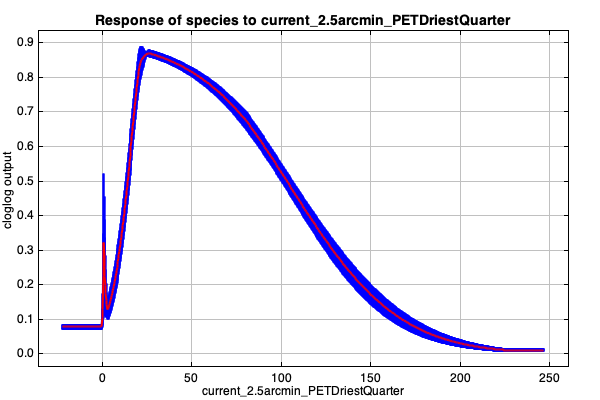 Response of species to current_2.5arcmin_PETDriestQuarter
0.9
0.8
0.7
0.6
0.5
0.4
0.3
0.2
0.1
0.0
cloglog output
0 50 100 150 200 250
current_2.5arcmin_PETDriestQuarter